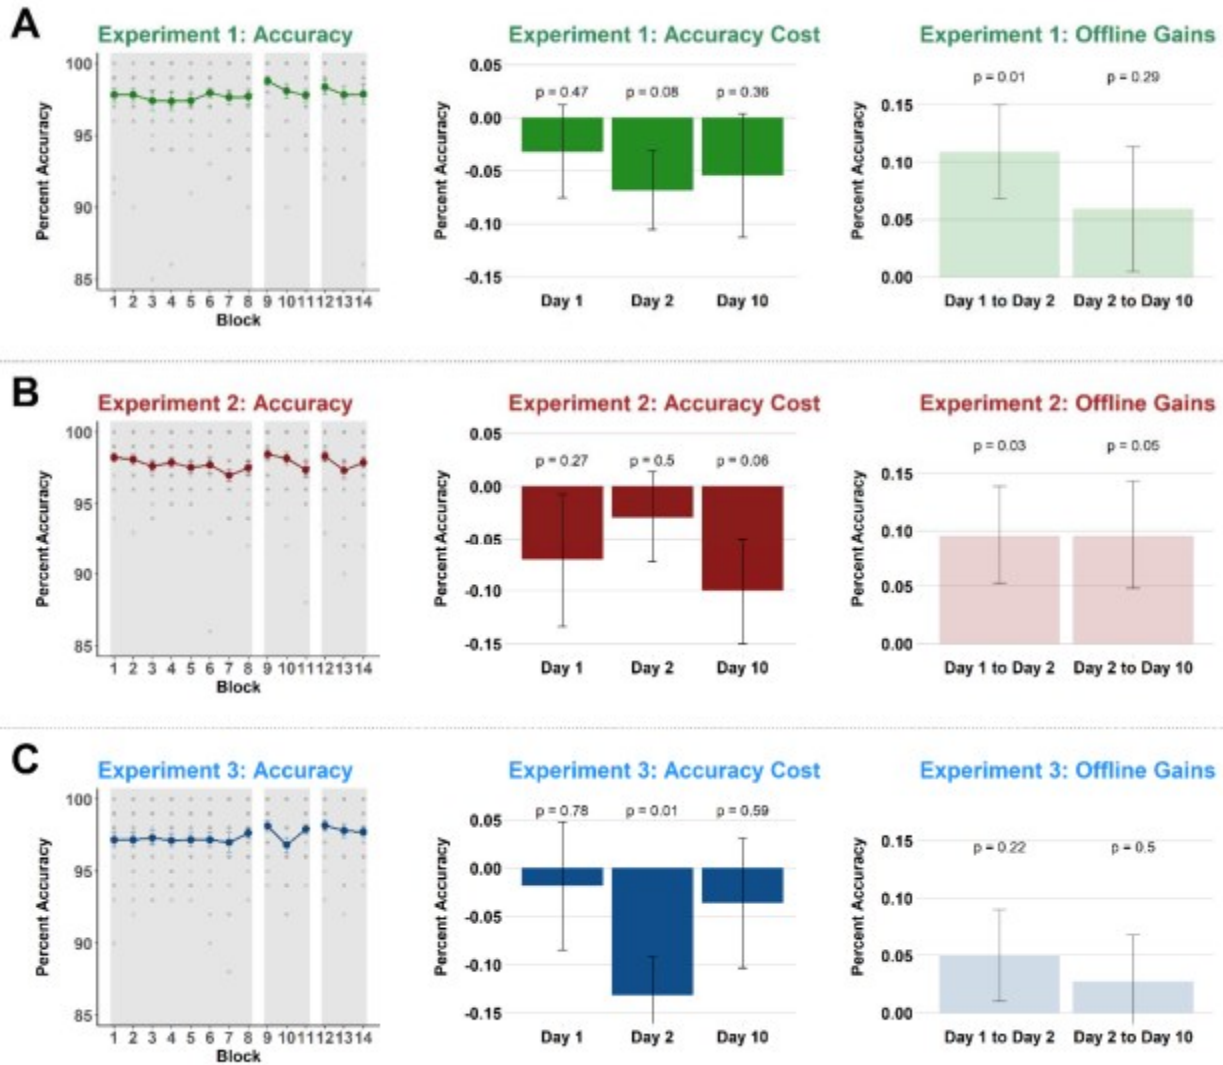 A
Experiment 1: Accuracy
Percent Accuracy
100
95
90
85
1 2 3 4 5 6 7 8 9 10 11 12 13 14
Block
Experiment 1: Accuracy Cost
Percent Accuracy
0.05
p = 0.47 p = 0.08 p = 0.36
0.00
-0.05
-0.10
-0.15
Day 1 Day 2 Day 10
Experiment 1: Offline Gains
Percent Accuracy
p = 0.01 p = 0.29
0.15
0.10
0.05
0.00
Day 1 to Day 2 Day 2 to Day 10
B
Experiment 2: Accuracy
Percent Accuracy
100
95
90
85
1 2 3 4 5 6 7 8 9 10 11 12 13 14
Block
Experiment 2: Accuracy Cost
Percent Accuracy
0.05
p = 0.27 p = 0.5 p = 0.06
0.00
-0.05
-0.10
-0.15
Day 1 Day 2 Day 10
Experiment 2: Offline Gains
Percent Accuracy
p = 0.03 p = 0.05
0.15
0.10
0.05
0.00
Day 1 to Day 2 Day 2 to Day 10
C
Experiment 3: Accuracy
Percent Accuracy
100
95
90
85
1 2 3 4 5 6 7 8 9 10 11 12 13 14
Block
Experiment 3: Accuracy Cost
Percent Accuracy
p = 0.78 p = 0.01 p = 0.59
0.05
0.00
-0.05
-0.10
-0.15
Day 1 Day 2 Day 10
Experiment 3: Offline Gains
Percent Accuracy
0.15
p = 0.22 p = 0.5
0.10
0.05
0.00
Day 1 to Day 2 Day 2 to Day 10